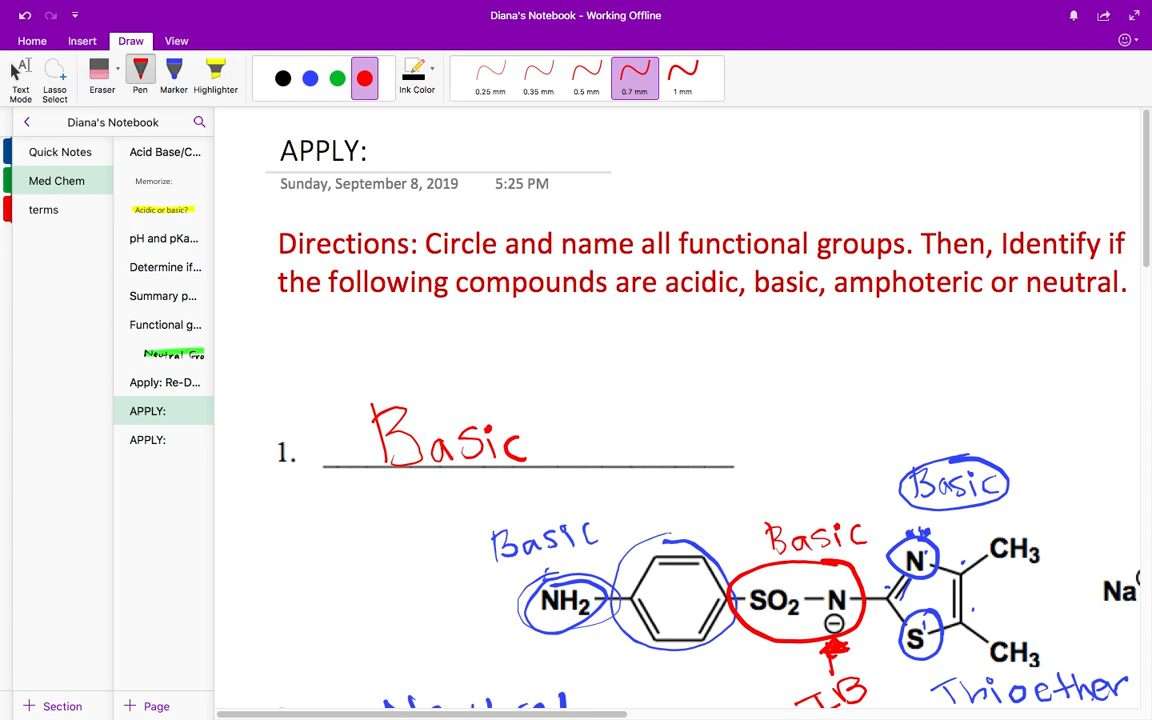 Diana's Notebook - Working Offline
Home Insert Draw View
Text Mode
Lasso Select
Eraser
Pen
Marker
Highlighter
Ink Color
0.25 mm
0.35 mm
0.5 mm
0.7 mm
1 mm
Diana's Notebook
Quick Notes
Med Chem
terms
Acid Base/C...
Memorize:
Acidic or basic?
pH and pKa...
Determine if...
Summary p...
Functional g...
Neutral Gro
Apply: Re-D...
APPLY:
APPLY:
+ Section
+ Page
APPLY:
Sunday, September 8, 2019 5:25 PM
Directions: Circle and name all functional groups. Then, Identify if
the following compounds are acidic, basic, amphoteric or neutral.
1. Basic
Basic
Basic
Basic
NH2
SO2 – N
⊖
N
S
CH3
CH3
Na
IB
Thioether
Neutral